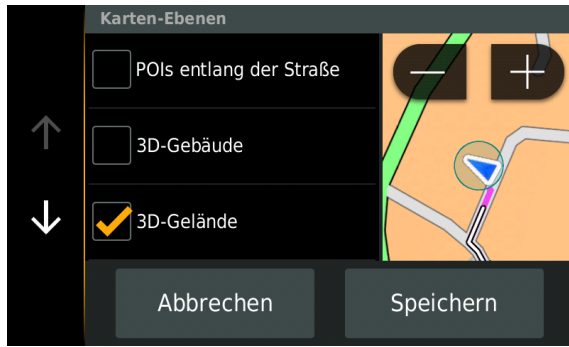 Karten-Ebenen
POIs entlang der Straße
3D-Gebäude
3D-Gelände
Abbrechen
Speichern